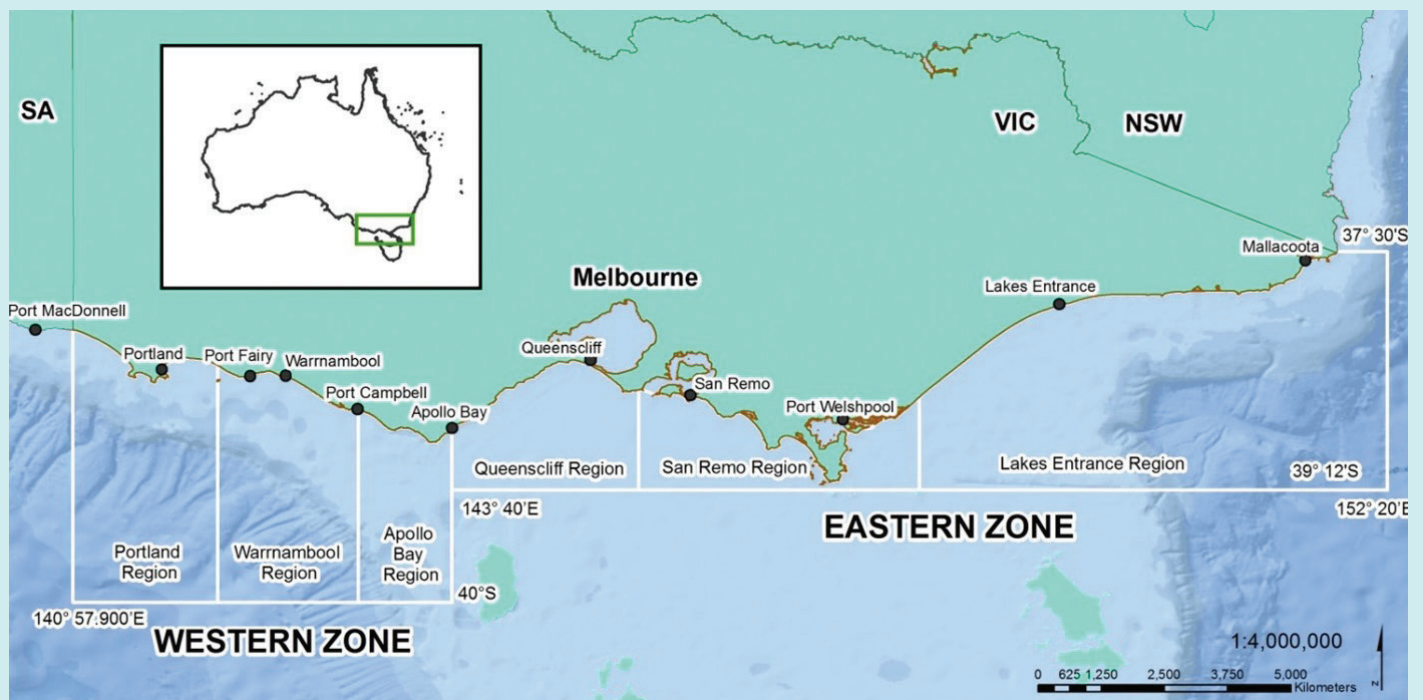 SA
VIC
NSW
Melbourne
Mallacoota
37° 30'S
Lakes Entrance
Port MacDonnell
Portland
Port Fairy
Warrnambool
Queenscliff
Port Campbell
San Remo
Apollo Bay
Port Welshpool
Queenscliff Region
San Remo Region
Lakes Entrance Region
39° 12'S
143° 40'E
152° 20'E
EASTERN ZONE
Portland
Region
Warrnambool
Region
Apollo
Bay
Region
40°S
140° 57.900'E
WESTERN ZONE
1:4,000,000
0 625 1,250 2,500 3,750 5,000
Kilometers
N